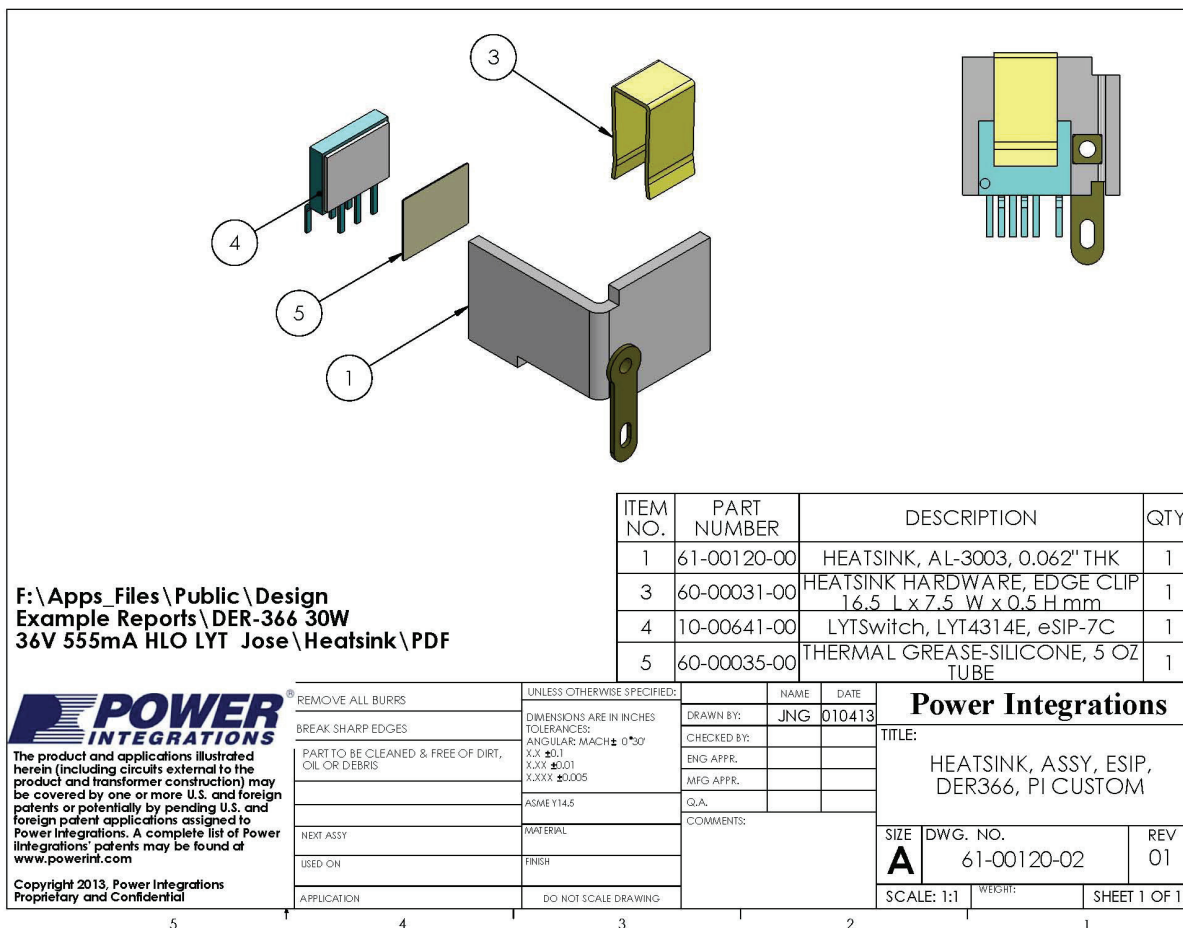 3
4
5
1
ITEM NO. PART NUMBER DESCRIPTION QTY
1 61-00120-00 HEATSINK, AL-3003, 0.062" THK 1
3 60-00031-00 HEATSINK HARDWARE, EDGE CLIP 16.5 L x 7.5 W x 0.5 H mm 1
4 10-00641-00 LYTSwitch, LYT4314E, eSIP-7C 1
5 60-00035-00 THERMAL GREASE-SILICONE, 5 OZ TUBE 1
F:\Apps_Files\Public\Design
Example Reports\DER-366 30W
36V 555mA HLO LYT Jose\Heatsink\PDF
POWER
INTEGRATIONS
®
The product and applications illustrated
herein (including circuits external to the
product and transformer construction) may
be covered by one or more U.S. and foreign
patents or potentially by pending U.S. and
foreign patent applications assigned to
Power Integrations. A complete list of Power
iIntegrations' patents may be found at
www.powerint.com
Copyright 2013, Power Integrations
Proprietary and Confidential
REMOVE ALL BURRS
BREAK SHARP EDGES
PART TO BE CLEANED & FREE OF DIRT,
OIL OR DEBRIS
NEXT ASSY
USED ON
APPLICATION
UNLESS OTHERWISE SPECIFIED:
DIMENSIONS ARE IN INCHES
TOLERANCES:
ANGULAR: MACH± 0°30'
X.X ±0.1
X.XX ±0.01
X.XXX ±0.005
ASME Y14.5
MATERIAL
FINISH
DO NOT SCALE DRAWING
NAME DATE
DRAWN BY: JNG 010413
CHECKED BY:
ENG APPR.
MFG APPR.
Q.A.
COMMENTS:
Power Integrations
TITLE:
HEATSINK, ASSY, ESIP,
DER366, PI CUSTOM
SIZE DWG. NO. REV
A 61-00120-02 01
SCALE: 1:1 WEIGHT: SHEET 1 OF 1
5 4 3 2 1